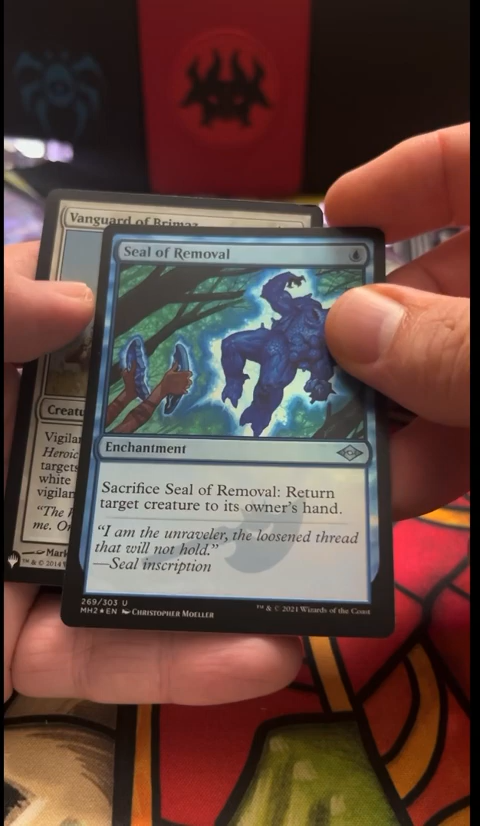 Vanguard of Brimaz
Seal of Removal
Enchantment
Creatu
Vigilan
Heroic
targets
white
vigilan
"The
me. Or
—Mark
™ & © 2014 W
Sacrifice Seal of Removal: Return
target creature to its owner's hand.
"I am the unraveler, the loosened thread
that will not hold."
—Seal inscription
269/303 U
MH2★EN CHRISTOPHER MOELLER
™ & © 2021 Wizards of the Coast